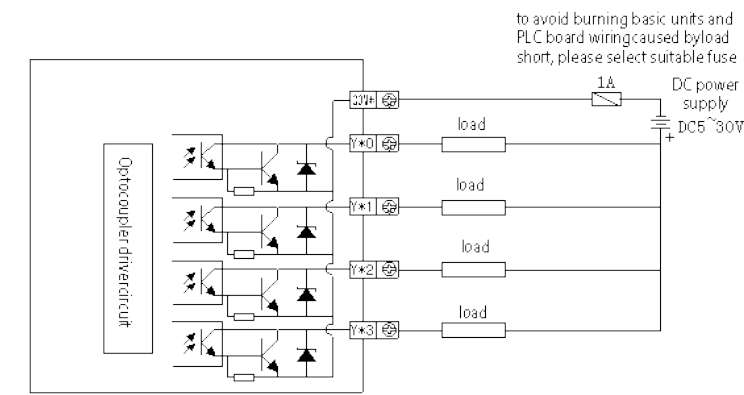 to avoid burning basic units and
PLC board wiringcaused byload
short, please select suitable fuse
1A
DC power
supply
DC5~30V
+
COM*
load
Y*0
load
Y*1
load
Y*2
load
Y*3
Optocoupler drivercircuit